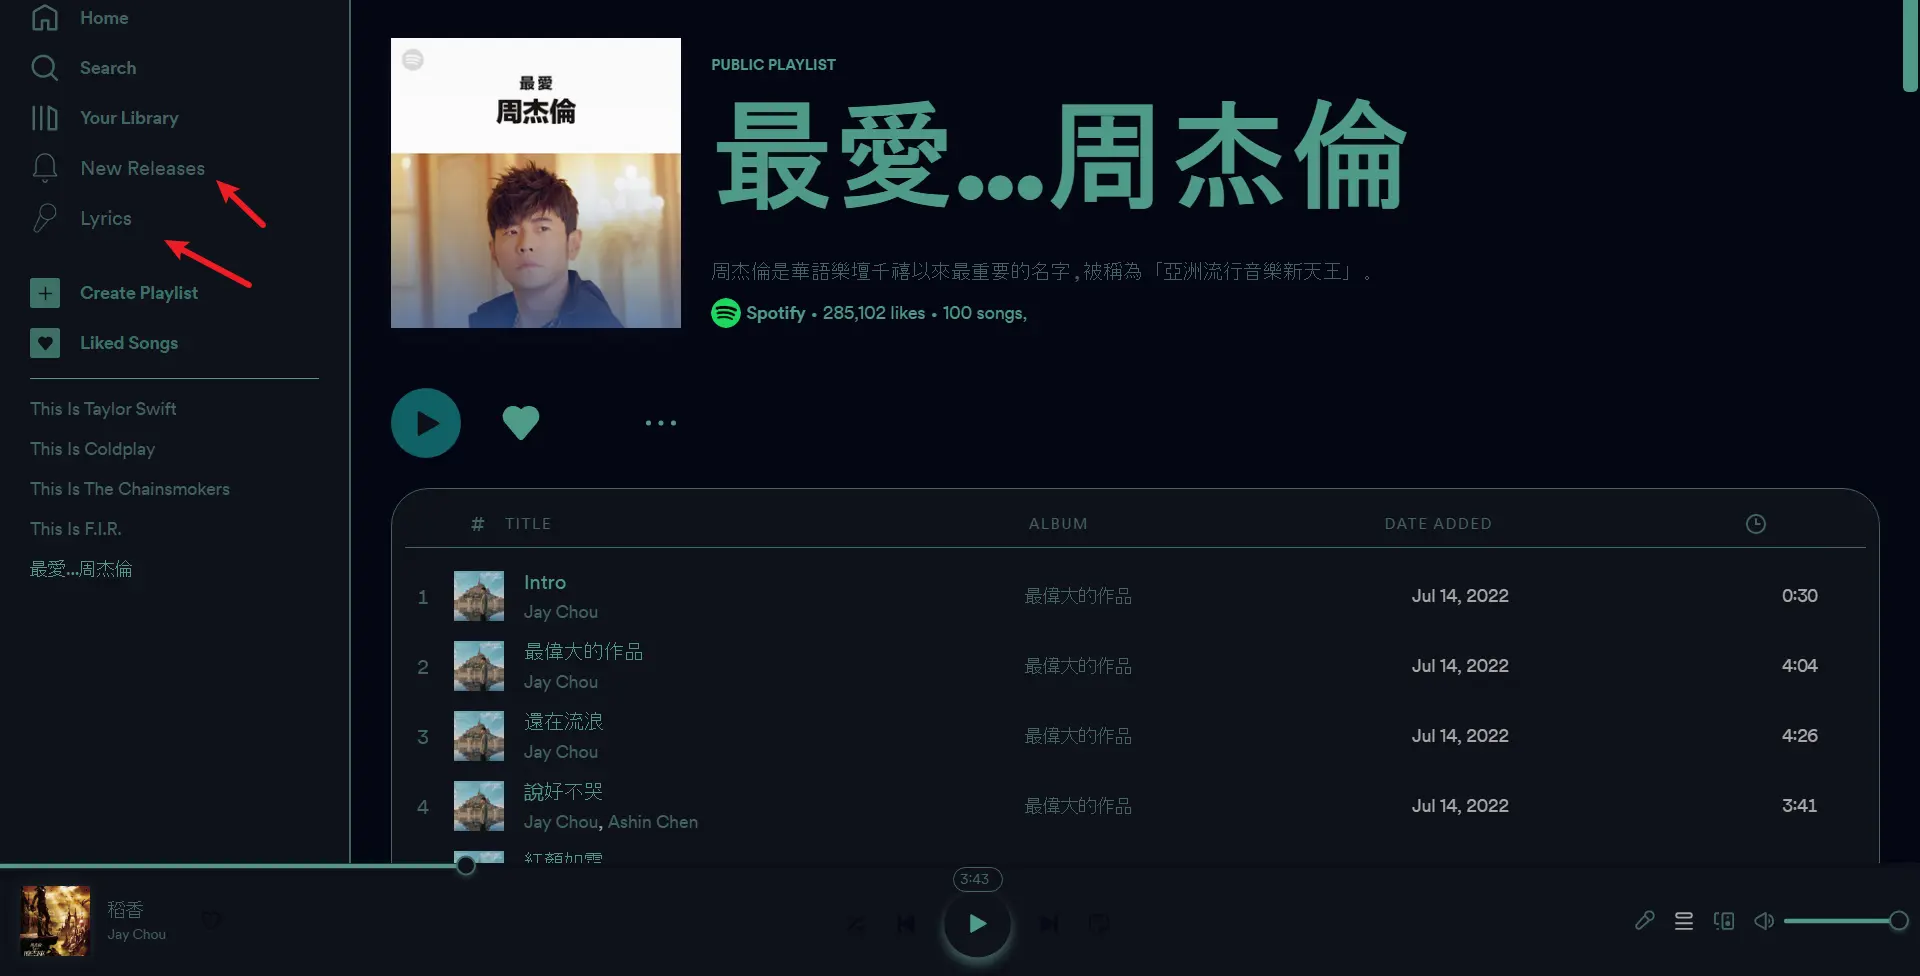 Home
Search
Your Library
New Releases
Lyrics
Create Playlist
Liked Songs
This Is Taylor Swift
This Is Coldplay
This Is The Chainsmokers
This Is F.I.R.
最愛...周杰倫
最愛
周杰倫
PUBLIC PLAYLIST
最愛...周杰倫
周杰倫是華語樂壇千禧以來最重要的名字,被稱為「亞洲流行音樂新天王」。
Spotify • 285,102 likes • 100 songs,
# TITLE ALBUM DATE ADDED
1 Intro Jay Chou 最偉大的作品 Jul 14, 2022 0:30
2 最偉大的作品 Jay Chou 最偉大的作品 Jul 14, 2022 4:04
3 還在流浪 Jay Chou 最偉大的作品 Jul 14, 2022 4:26
4 說好不哭 Jay Chou, Ashin Chen 最偉大的作品 Jul 14, 2022 3:41
紅顏如霜
稻香
Jay Chou
3:43